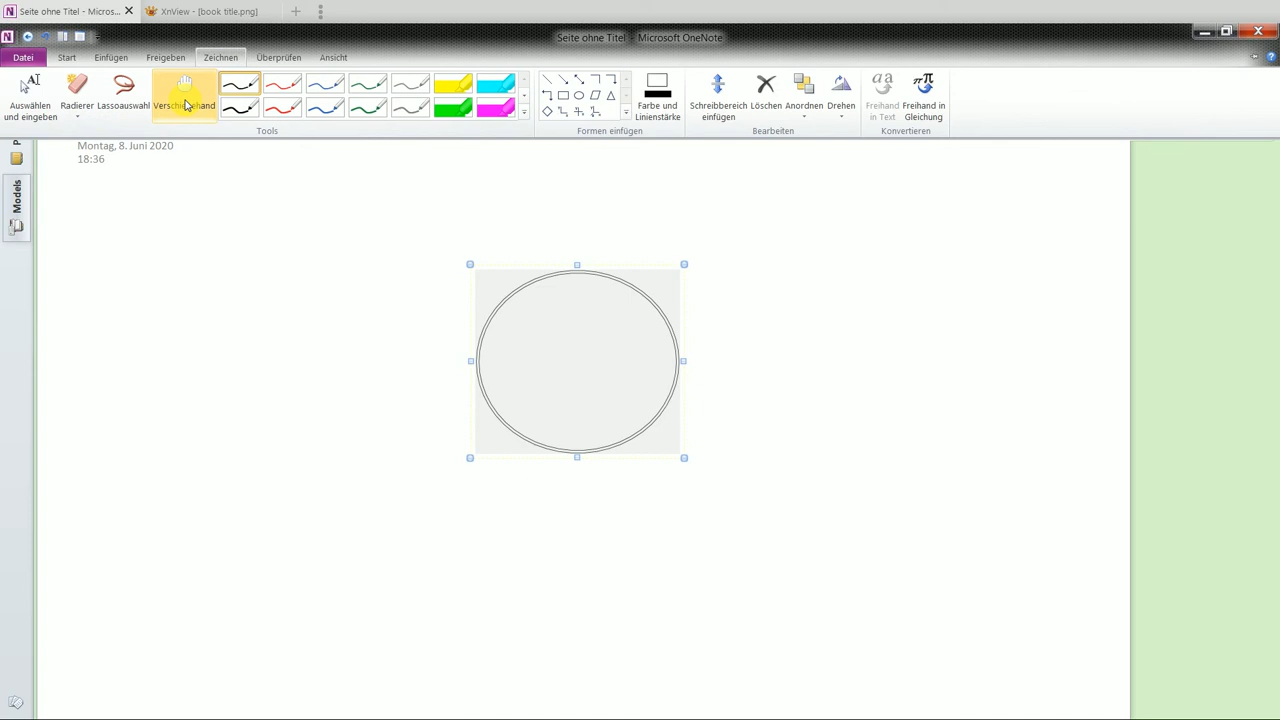 Seite ohne Titel - Microso...
XnView - [book title.png]
Seite ohne Titel - Microsoft OneNote
Datei
Start
Einfügen
Freigeben
Zeichnen
Überprüfen
Ansicht
Auswählen und eingeben
Radierer
Lassoauswahl
Farbe und Linienstärke
Schreibbereich einfügen
Löschen
Anordnen
Drehen
Freihand in Text
Freihand in Gleichung
Tools
Formen einfügen
Bearbeiten
Konvertieren
Montag, 8. Juni 2020
18:36
Models